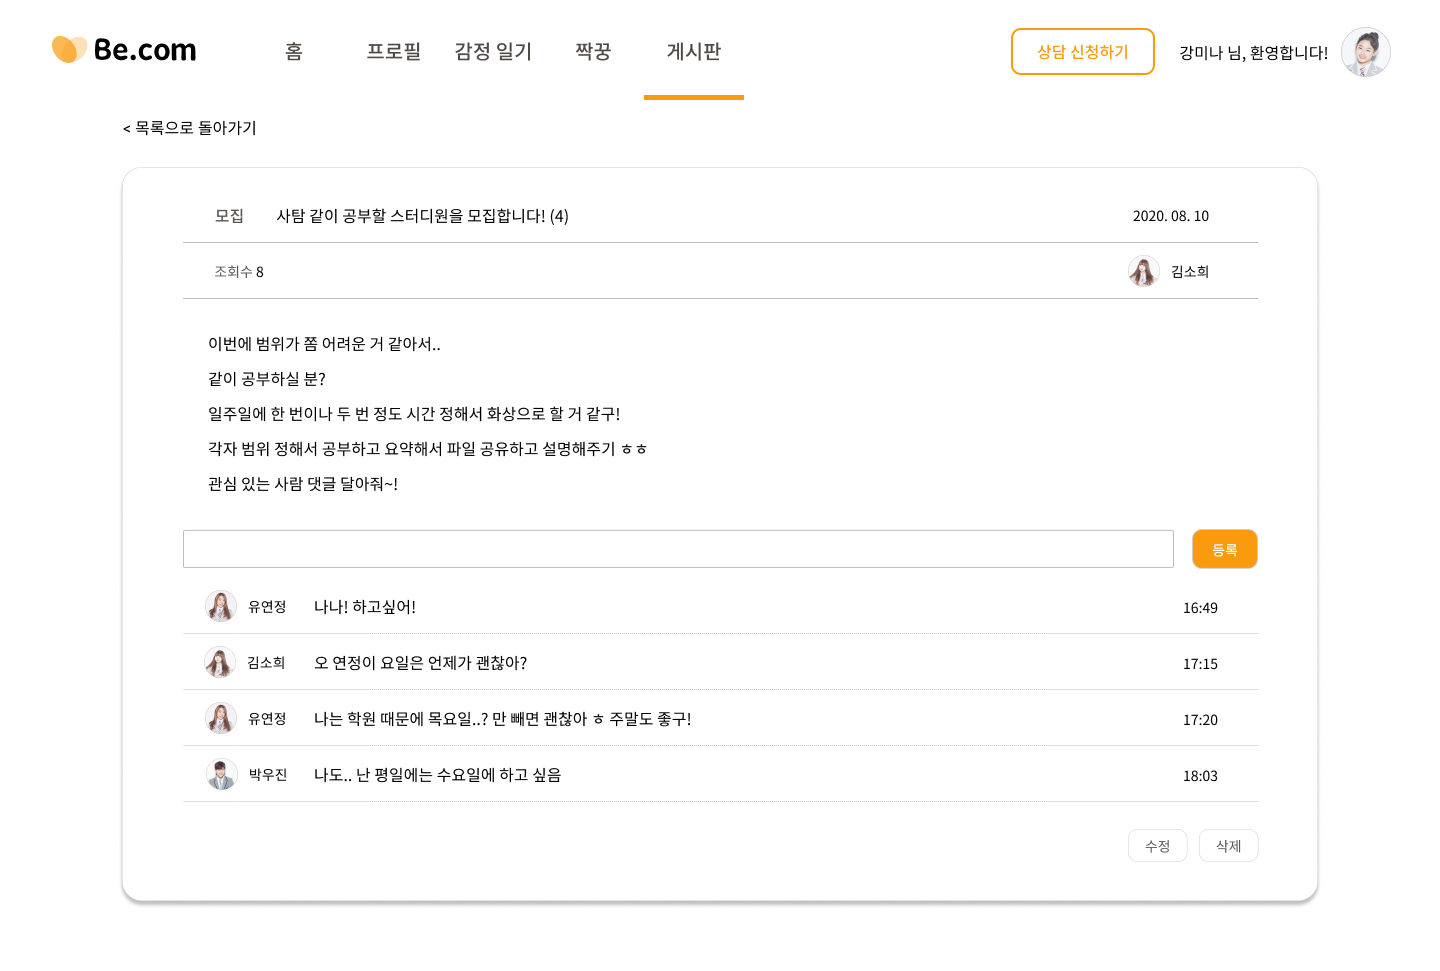 Be.com
홈 프로필 감정 일기 짝꿍 게시판
상담 신청하기
강미나 님, 환영합니다!
< 목록으로 돌아가기
모집 사탐 같이 공부할 스터디원을 모집합니다! (4) 2020. 08. 10
조회수 8 김소희
이번에 범위가 쫌 어려운 거 같아서..
같이 공부하실 분?
일주일에 한 번이나 두 번 정도 시간 정해서 화상으로 할 거 같구!
각자 범위 정해서 공부하고 요약해서 파일 공유하고 설명해주기 ㅎㅎ
관심 있는 사람 댓글 달아줘~!
등록
유연정 나나! 하고싶어! 16:49
김소희 오 연정이 요일은 언제가 괜찮아? 17:15
유연정 나는 학원 때문에 목요일..? 만 빼면 괜찮아 ㅎ 주말도 좋구! 17:20
박우진 나도.. 난 평일에는 수요일에 하고 싶음 18:03
수정 삭제